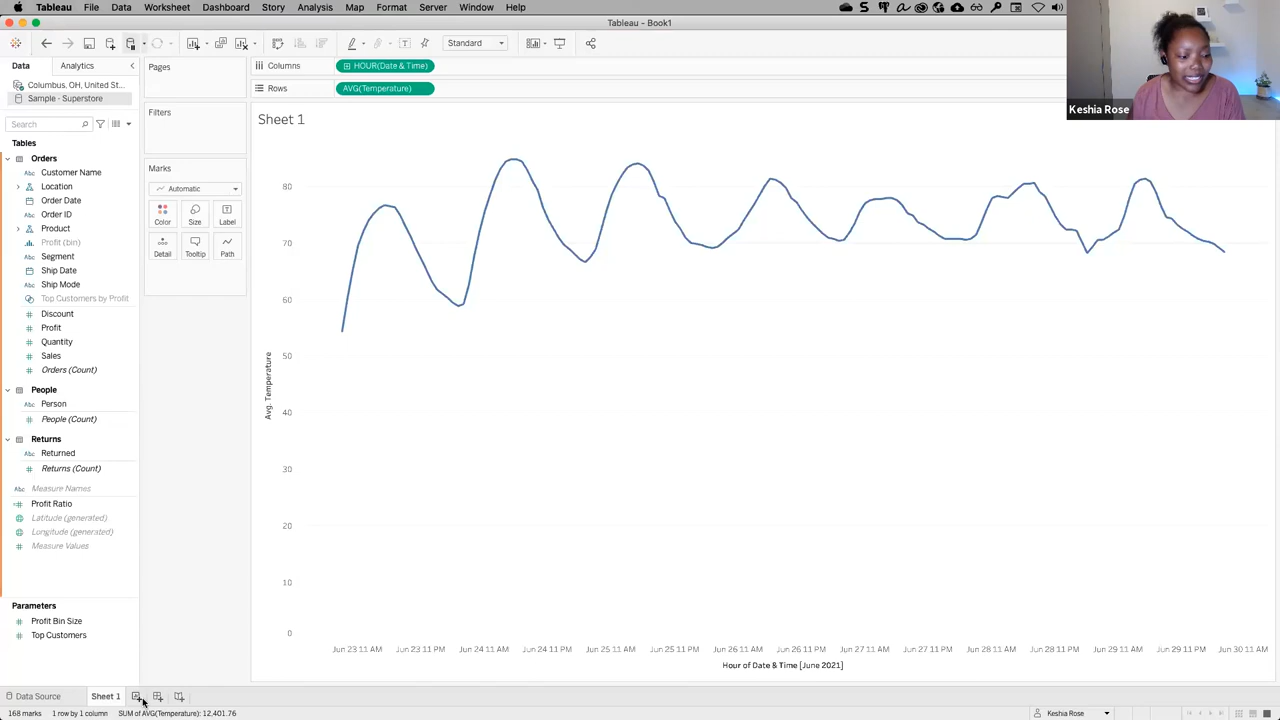 Tableau File Data Worksheet Dashboard Story Analysis Map Format Server Window Help
Tableau - Book1
Standard
Data Analytics
Columbus, OH, United St...
Sample - Superstore
Search
Tables
Orders
Abc Customer Name
Location
Order Date
Abc Order ID
Product
Profit (bin)
Abc Segment
Ship Date
Abc Ship Mode
Top Customers by Profit
# Discount
# Profit
# Quantity
# Sales
# Orders (Count)
People
Abc Person
# People (Count)
Returns
Abc Returned
# Returns (Count)
Abc Measure Names
=# Profit Ratio
Latitude (generated)
Longitude (generated)
# Measure Values
Parameters
# Profit Bin Size
# Top Customers
Pages
Filters
Marks
Automatic
Color Size Label
Detail Tooltip Path
Columns HOUR(Date & Time)
Rows AVG(Temperature)
Sheet 1
80
70
60
50
40
30
20
10
0
Avg. Temperature
Jun 23 11 AM Jun 23 11 PM Jun 24 11 AM Jun 24 11 PM Jun 25 11 AM Jun 25 11 PM Jun 26 11 AM Jun 26 11 PM Jun 27 11 AM Jun 27 11 PM Jun 28 11 AM Jun 28 11 PM Jun 29 11 AM Jun 29 11 PM Jun 30 11 AM
Hour of Date & Time [June 2021]
Keshia Rose
Data Source Sheet 1
168 marks 1 row by 1 column SUM of AVG(Temperature): 12,401.76
Keshia Rose